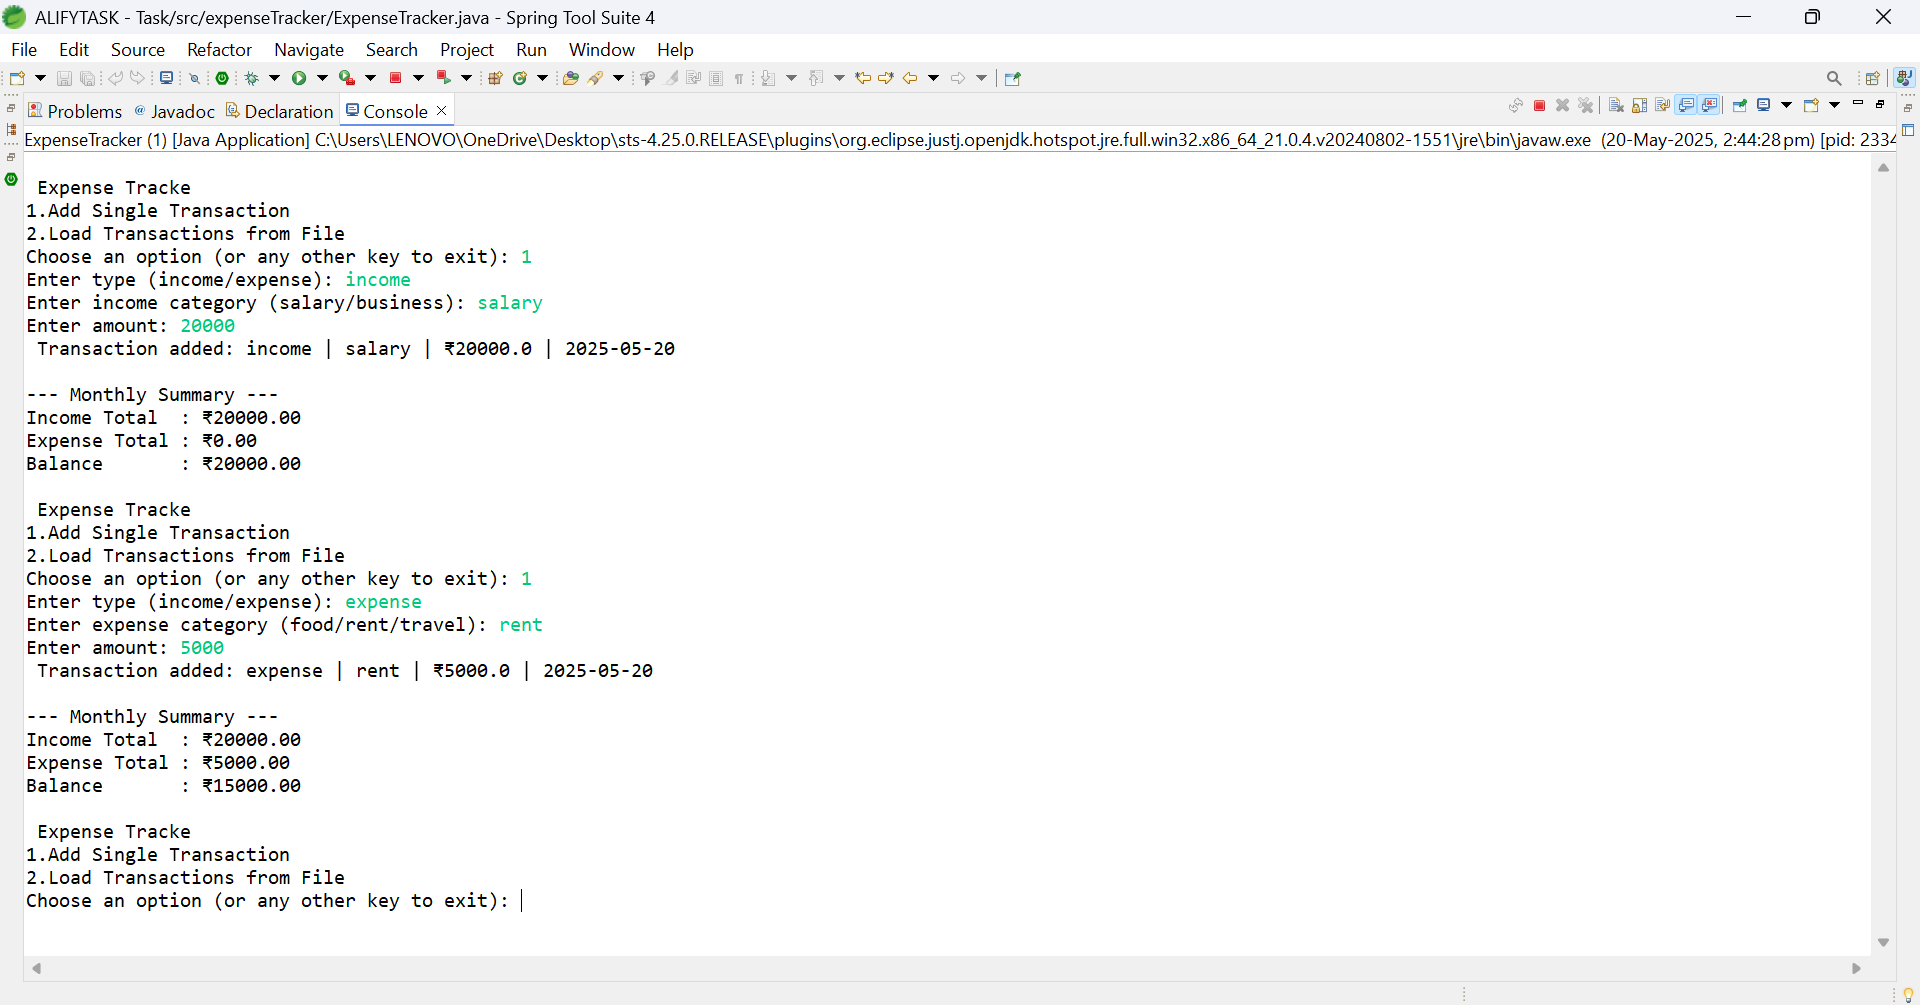 ALIFYTASK - Task/src/expenseTracker/ExpenseTracker.java - Spring Tool Suite 4
File Edit Source Refactor Navigate Search Project Run Window Help
Problems @ Javadoc Declaration Console
ExpenseTracker (1) [Java Application] C:\Users\LENOVO\OneDrive\Desktop\sts-4.25.0.RELEASE\plugins\org.eclipse.justj.openjdk.hotspot.jre.full.win32.x86_64_21.0.4.v20240802-1551\jre\bin\javaw.exe (20-May-2025, 2:44:28 pm) [pid: 2334
Expense Tracke
1.Add Single Transaction
2.Load Transactions from File
Choose an option (or any other key to exit): 1
Enter type (income/expense): income
Enter income category (salary/business): salary
Enter amount: 20000
Transaction added: income | salary | ₹20000.0 | 2025-05-20
--- Monthly Summary ---
Income Total  : ₹20000.00
Expense Total : ₹0.00
Balance       : ₹20000.00
Expense Tracke
1.Add Single Transaction
2.Load Transactions from File
Choose an option (or any other key to exit): 1
Enter type (income/expense): expense
Enter expense category (food/rent/travel): rent
Enter amount: 5000
Transaction added: expense | rent | ₹5000.0 | 2025-05-20
--- Monthly Summary ---
Income Total  : ₹20000.00
Expense Total : ₹5000.00
Balance       : ₹15000.00
Expense Tracke
1.Add Single Transaction
2.Load Transactions from File
Choose an option (or any other key to exit):